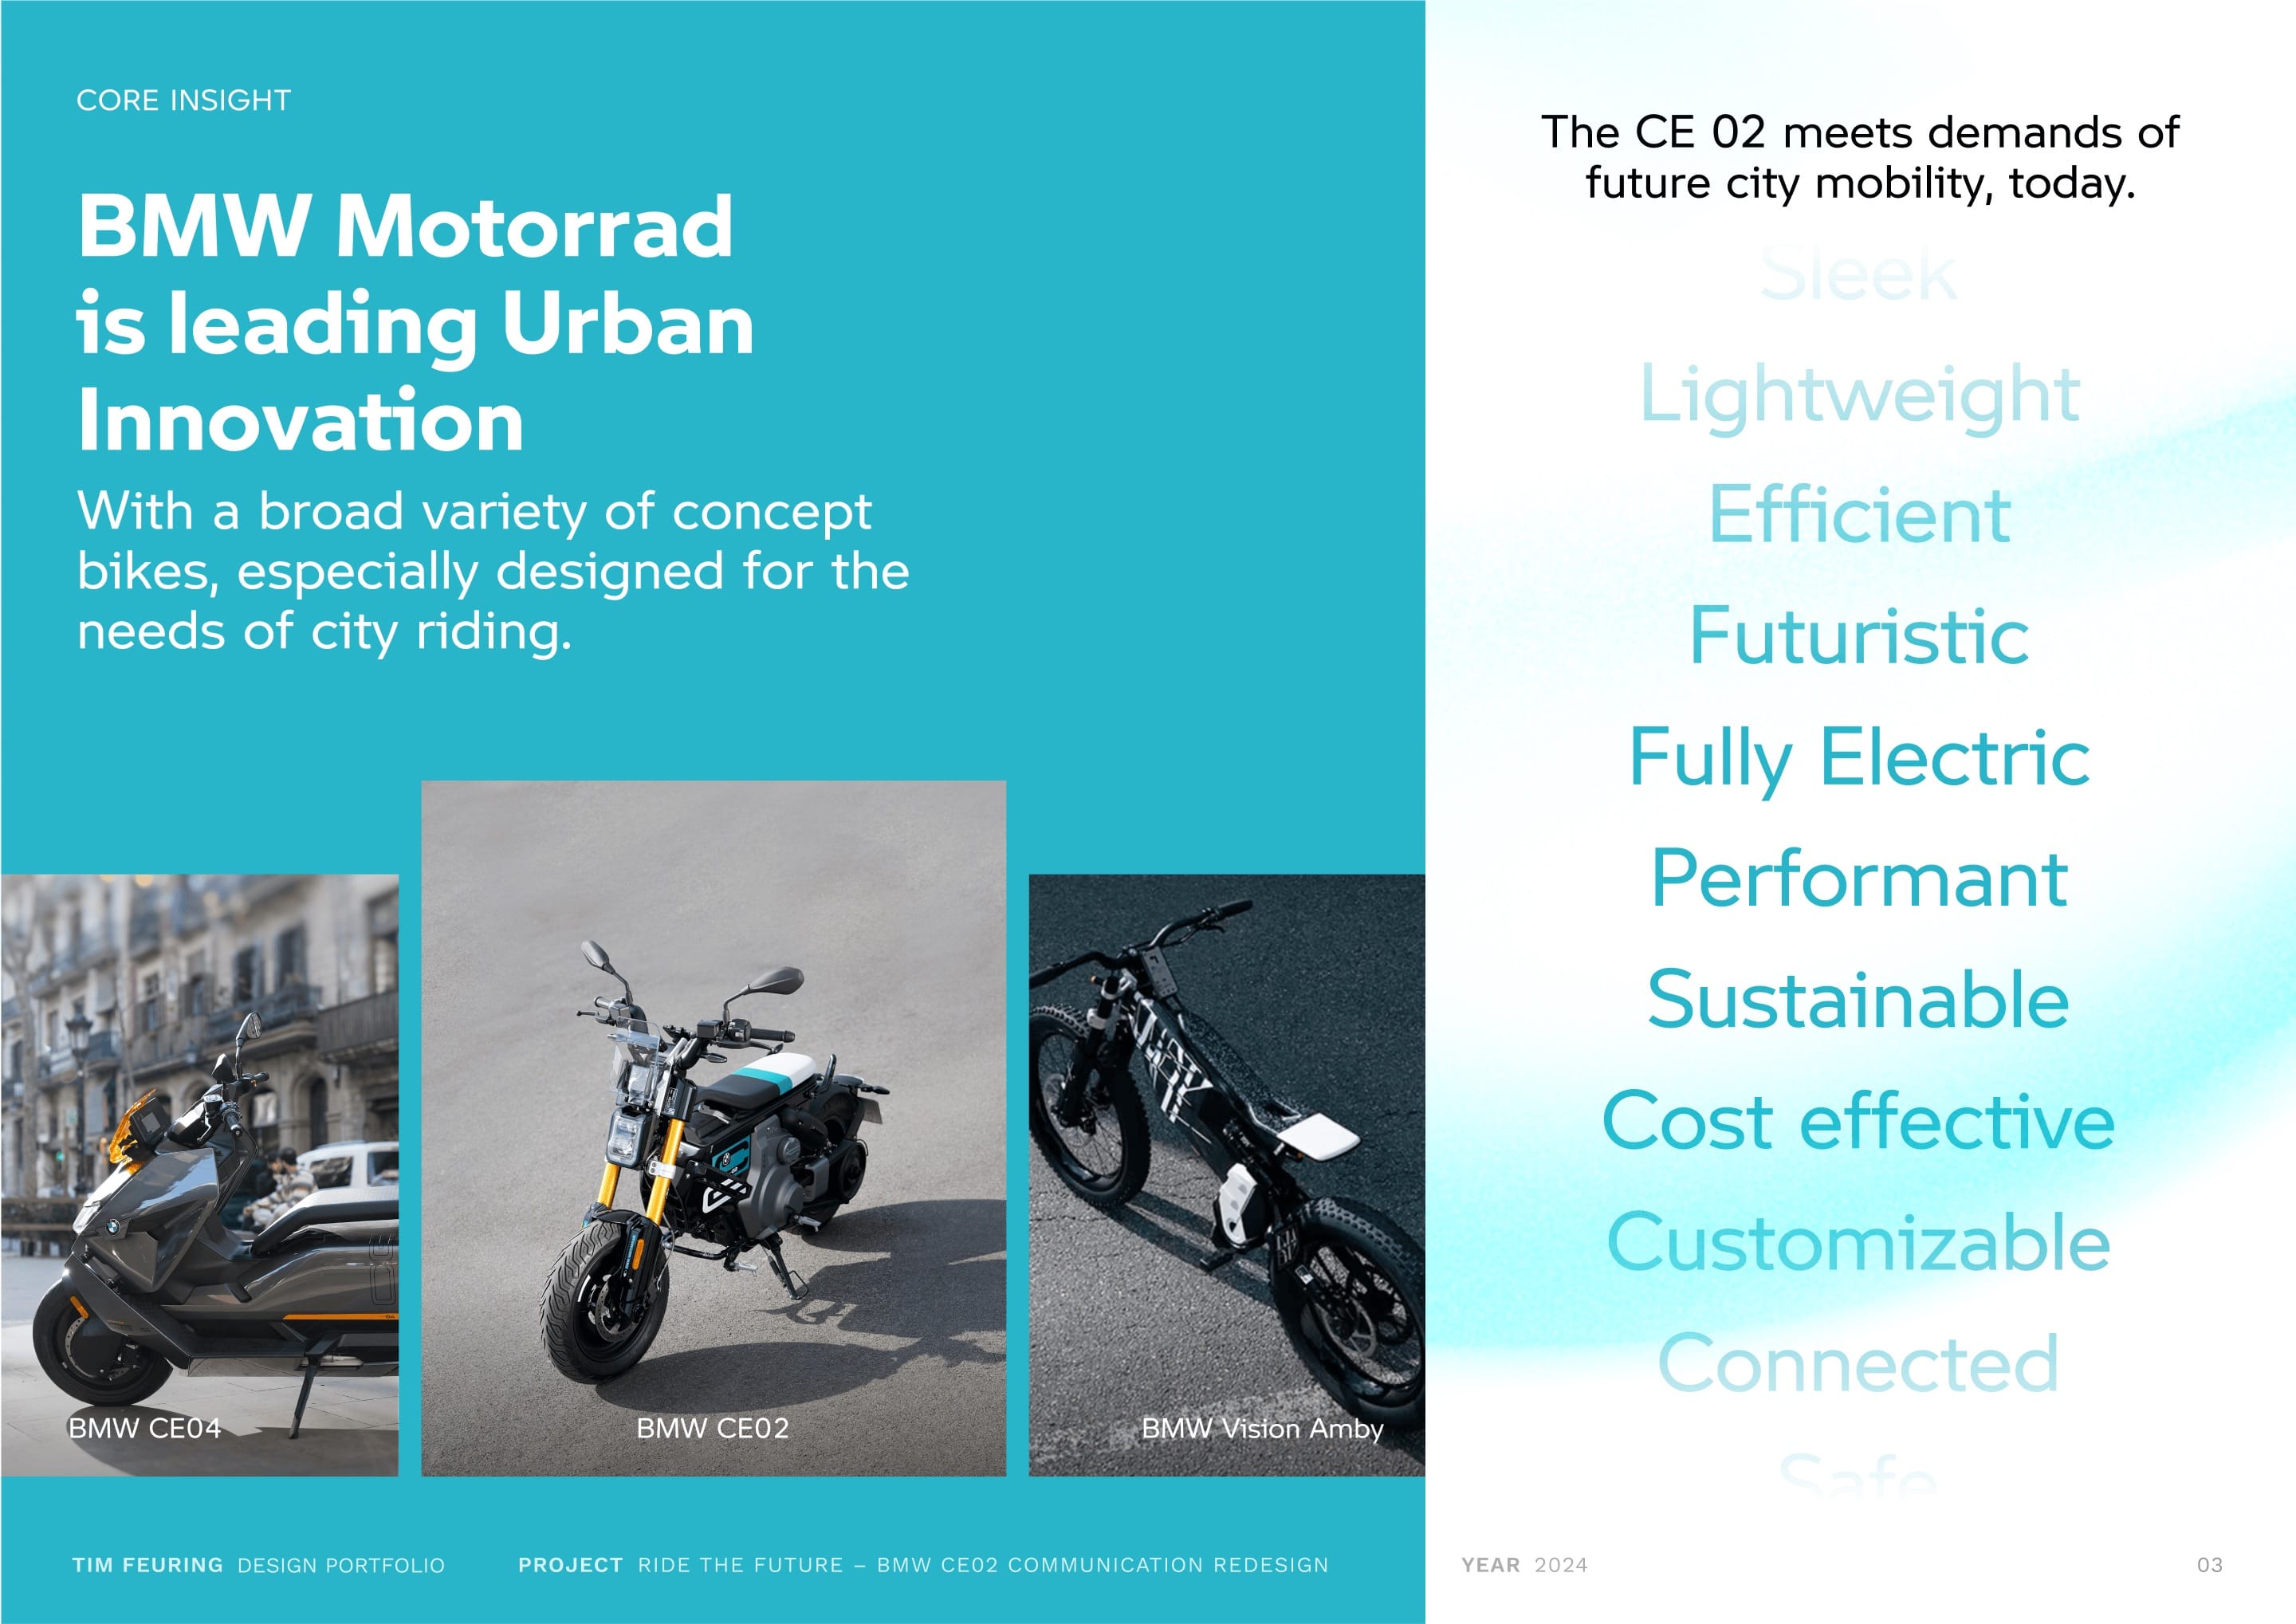 CORE INSIGHT
BMW Motorrad
is leading Urban
Innovation
With a broad variety of concept
bikes, especially designed for the
needs of city riding.
BMW CE04
BMW CE02
BMW Vision Amby
TIM FEURING DESIGN PORTFOLIO
PROJECT RIDE THE FUTURE – BMW CE02 COMMUNICATION REDESIGN
The CE 02 meets demands of
future city mobility, today.
Sleek
Lightweight
Efficient
Futuristic
Fully Electric
Performant
Sustainable
Cost effective
Customizable
Connected
Safe
YEAR 2024
03